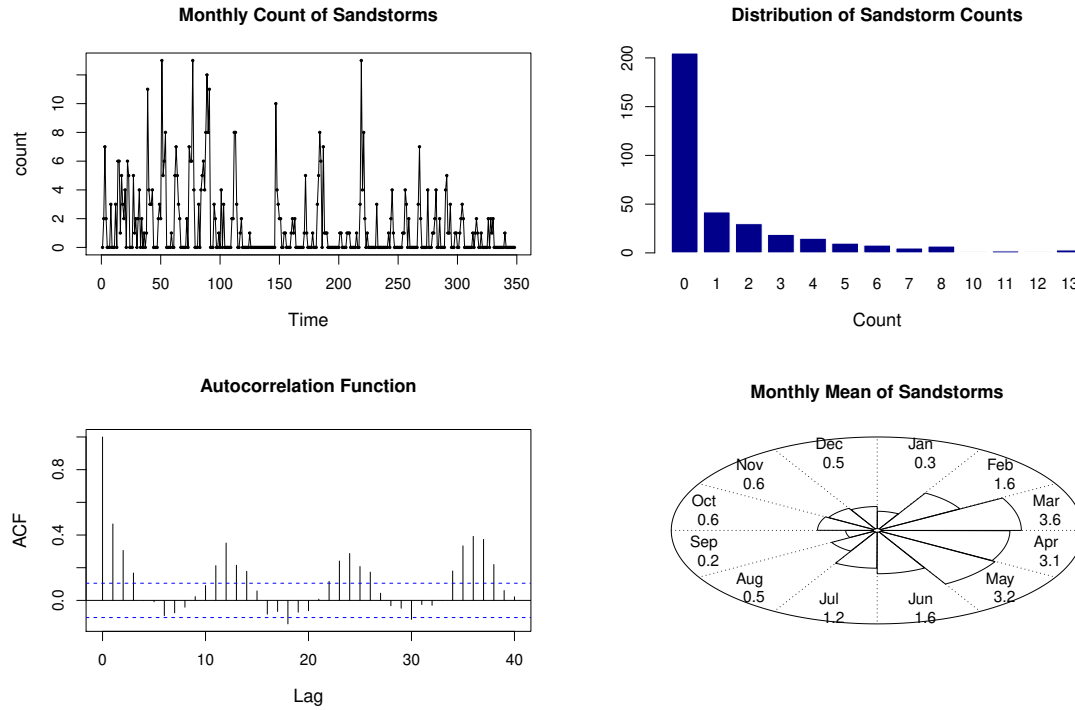 Monthly Count of Sandstorms
count
0 2 4 6 8 10
0 50 100 150 200 250 300 350
Time
Distribution of Sandstorm Counts
0 50 100 150 200
0 1 2 3 4 5 6 7 8 10 11 12 13
Count
Autocorrelation Function
ACF
0.0 0.4 0.8
0 10 20 30 40
Lag
Monthly Mean of Sandstorms
Jan
0.3
Feb
1.6
Mar
3.6
Apr
3.1
May
3.2
Jun
1.6
Jul
1.2
Aug
0.5
Sep
0.2
Oct
0.6
Nov
0.6
Dec
0.5